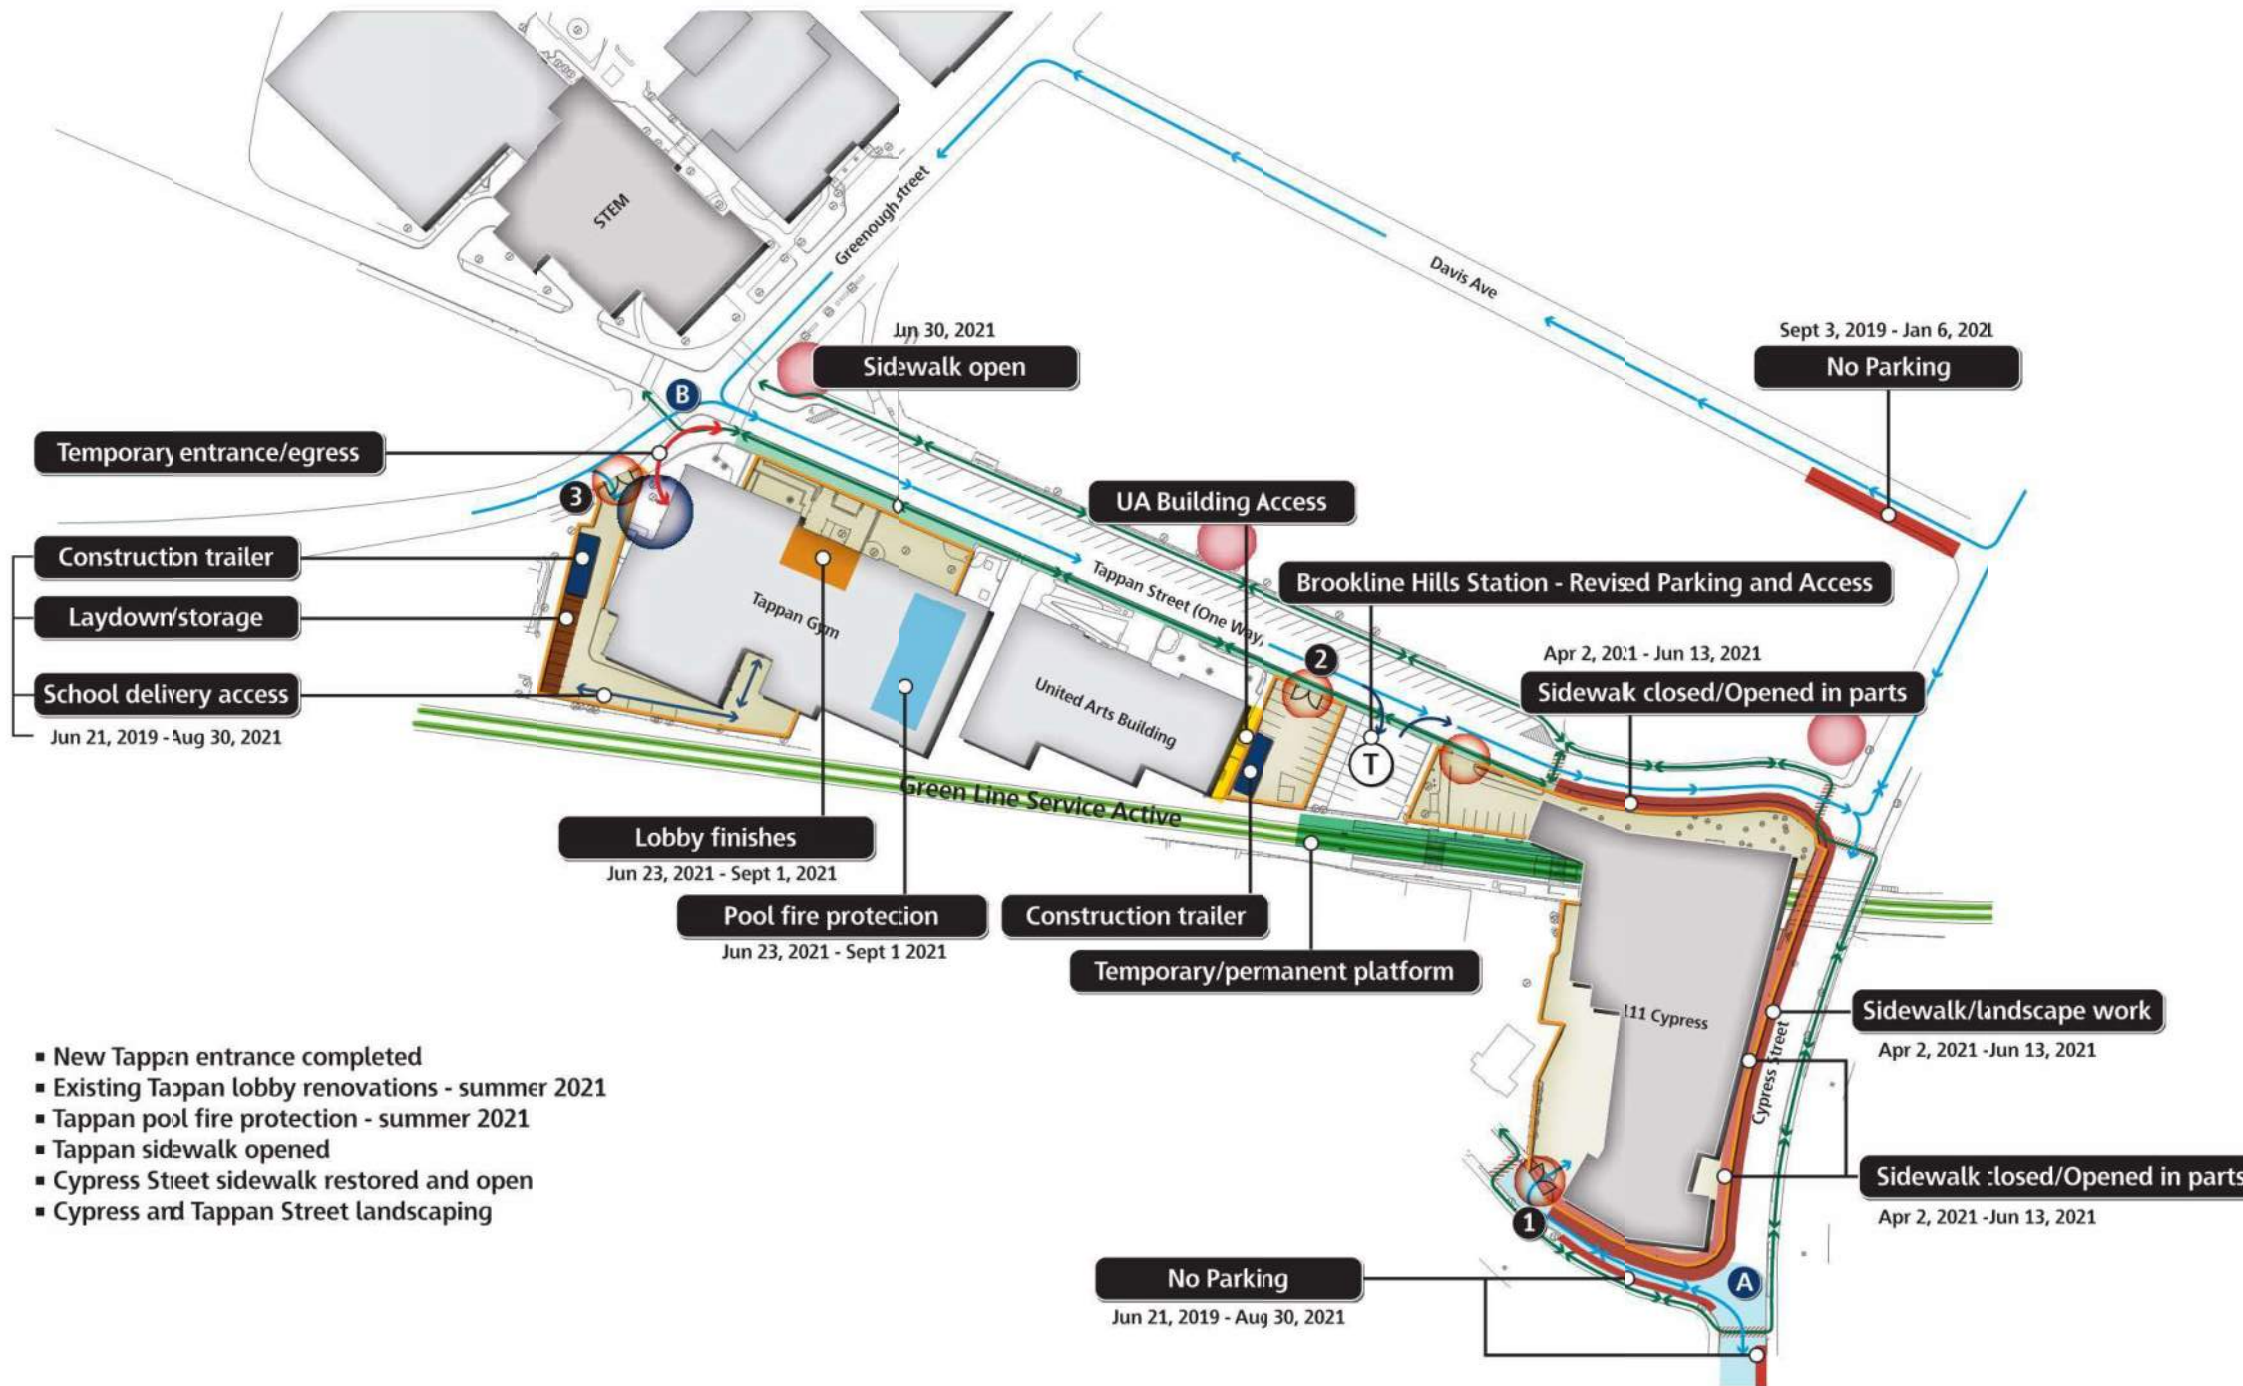 STEM
Greenough street
Davis Ave
Jun 30, 2021
Sidewalk open
Sept 3, 2019 - Jan 6, 2021
No Parking
B
Temporary entrance/egress
3
UA Building Access
Construction trailer
Tappan Street (One Way)
Brookline Hills Station - Revised Parking and Access
Laydown/storage
Tappan Gym
2
Apr 2, 2021 - Jun 13, 2021
Sidewalk closed/Opened in parts
School delivery access
Jun 21, 2019 - Aug 30, 2021
United Arts Building
T
Green Line Service Active
Lobby finishes
Jun 23, 2021 - Sept 1, 2021
Pool fire protection
Jun 23, 2021 - Sept 1 2021
Construction trailer
Temporary/permanent platform
111 Cypress
Cypress Street
Sidewalk/landscape work
Apr 2, 2021 -Jun 13, 2021
▪ New Tappan entrance completed
▪ Existing Tappan lobby renovations - summer 2021
▪ Tappan pool fire protection - summer 2021
▪ Tappan sidewalk opened
▪ Cypress Street sidewalk restored and open
▪ Cypress and Tappan Street landscaping
Sidewalk closed/Opened in parts
Apr 2, 2021 -Jun 13, 2021
1
A
No Parking
Jun 21, 2019 - Aug 30, 2021